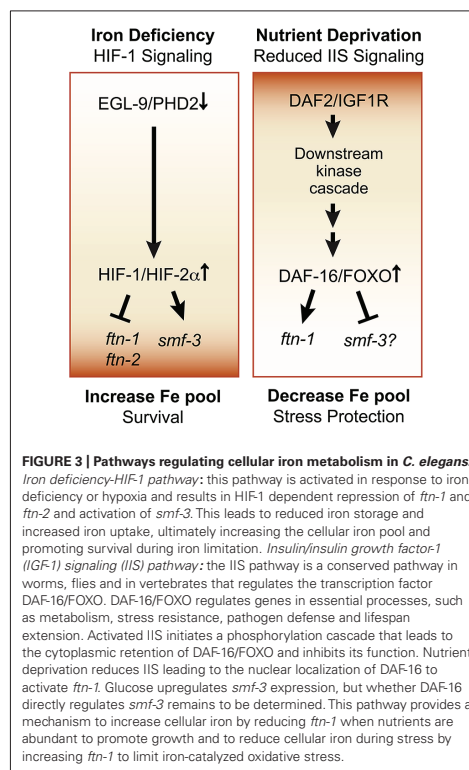 Iron Deficiency
HIF-1 Signaling
Nutrient Deprivation
Reduced IIS Signaling
EGL-9/PHD2↓
HIF-1/HIF-2α↑
ftn-1
ftn-2
smf-3
DAF2/IGF1R
Downstream
kinase
cascade
DAF-16/FOXO↑
ftn-1
smf-3?
Increase Fe pool
Survival
Decrease Fe pool
Stress Protection
FIGURE 3 | Pathways regulating cellular iron metabolism in C. elegans.
Iron deficiency-HIF-1 pathway: this pathway is activated in response to iron
deficiency or hypoxia and results in HIF-1 dependent repression of ftn-1 and
ftn-2 and activation of smf-3. This leads to reduced iron storage and
increased iron uptake, ultimately increasing the cellular iron pool and
promoting survival during iron limitation. Insulin/insulin growth factor-1
(IGF-1) signaling (IIS) pathway: the IIS pathway is a conserved pathway in
worms, flies and in vertebrates that regulates the transcription factor
DAF-16/FOXO. DAF-16/FOXO regulates genes in essential processes, such
as metabolism, stress resistance, pathogen defense and lifespan
extension. Activated IIS initiates a phosphorylation cascade that leads to
the cytoplasmic retention of DAF-16/FOXO and inhibits its function. Nutrient
deprivation reduces IIS leading to the nuclear localization of DAF-16 to
activate ftn-1. Glucose upregulates smf-3 expression, but whether DAF-16
directly regulates smf-3 remains to be determined. This pathway provides a
mechanism to increase cellular iron by reducing ftn-1 when nutrients are
abundant to promote growth and to reduce cellular iron during stress by
increasing ftn-1 to limit iron-catalyzed oxidative stress.